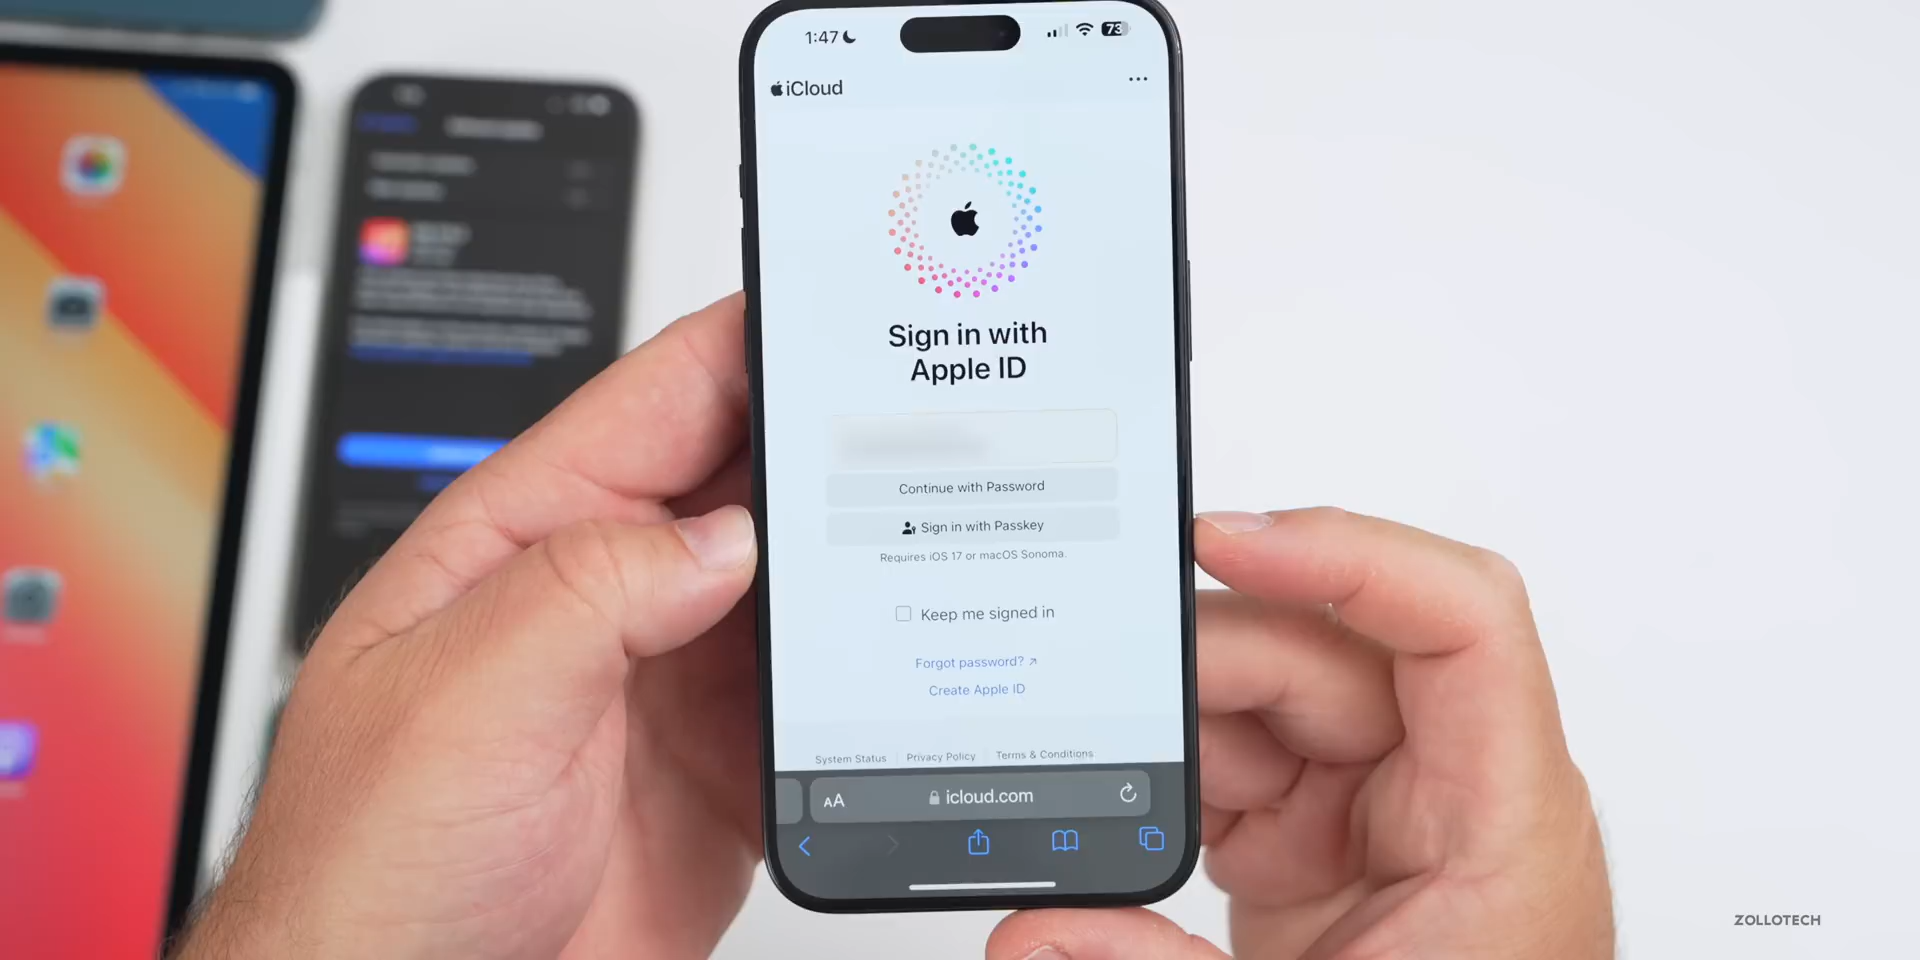 1:47
73
iCloud
Sign in with
Apple ID
Continue with Password
Sign in with Passkey
Requires iOS 17 or macOS Sonoma.
Keep me signed in
Forgot password? ↗
Create Apple ID
System Status
Privacy Policy
Terms & Conditions
AA
icloud.com
ZOLLOTECH